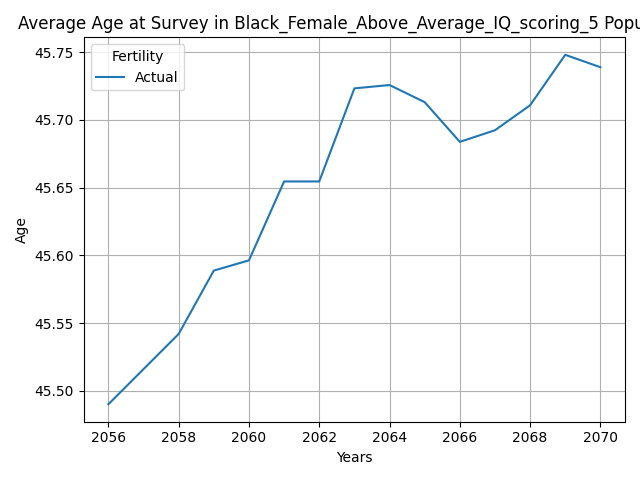 Average Age at Survey in Black_Female_Above_Average_IQ_scoring_5 Popu
Fertility
Actual
45.75
45.70
45.65
45.60
45.55
45.50
Age
2056 2058 2060 2062 2064 2066 2068 2070
Years